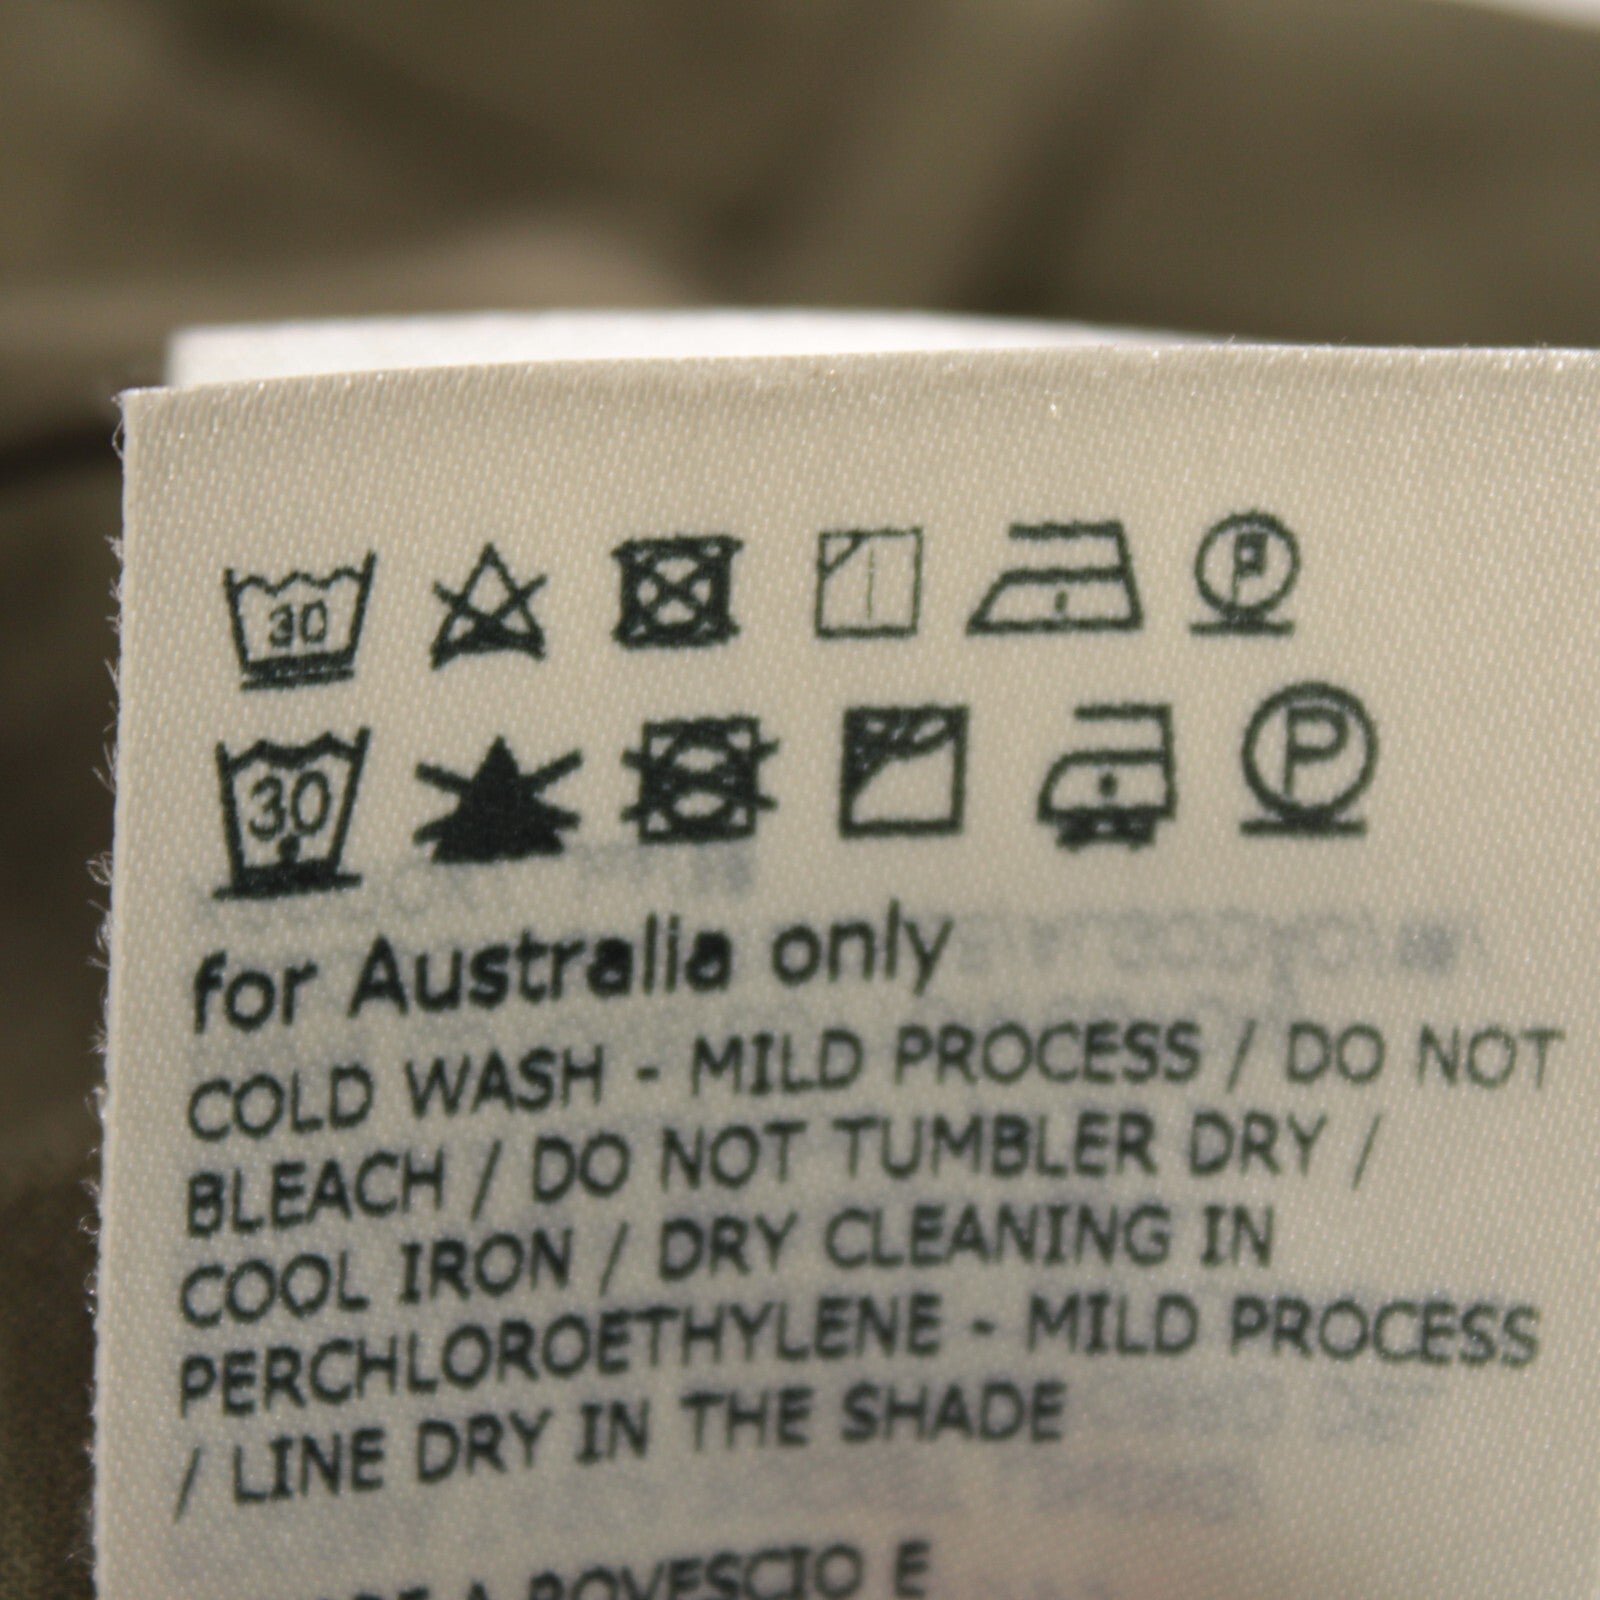 30 P
30 P
for Australia only
COLD WASH - MILD PROCESS / DO NOT
BLEACH / DO NOT TUMBLER DRY /
COOL IRON / DRY CLEANING IN
PERCHLOROETHYLENE - MILD PROCESS
/ LINE DRY IN THE SHADE
A ROVESCIO E